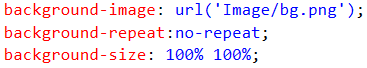 background-image: url('Image/bg.png');
background-repeat:no-repeat;
background-size: 100% 100%;